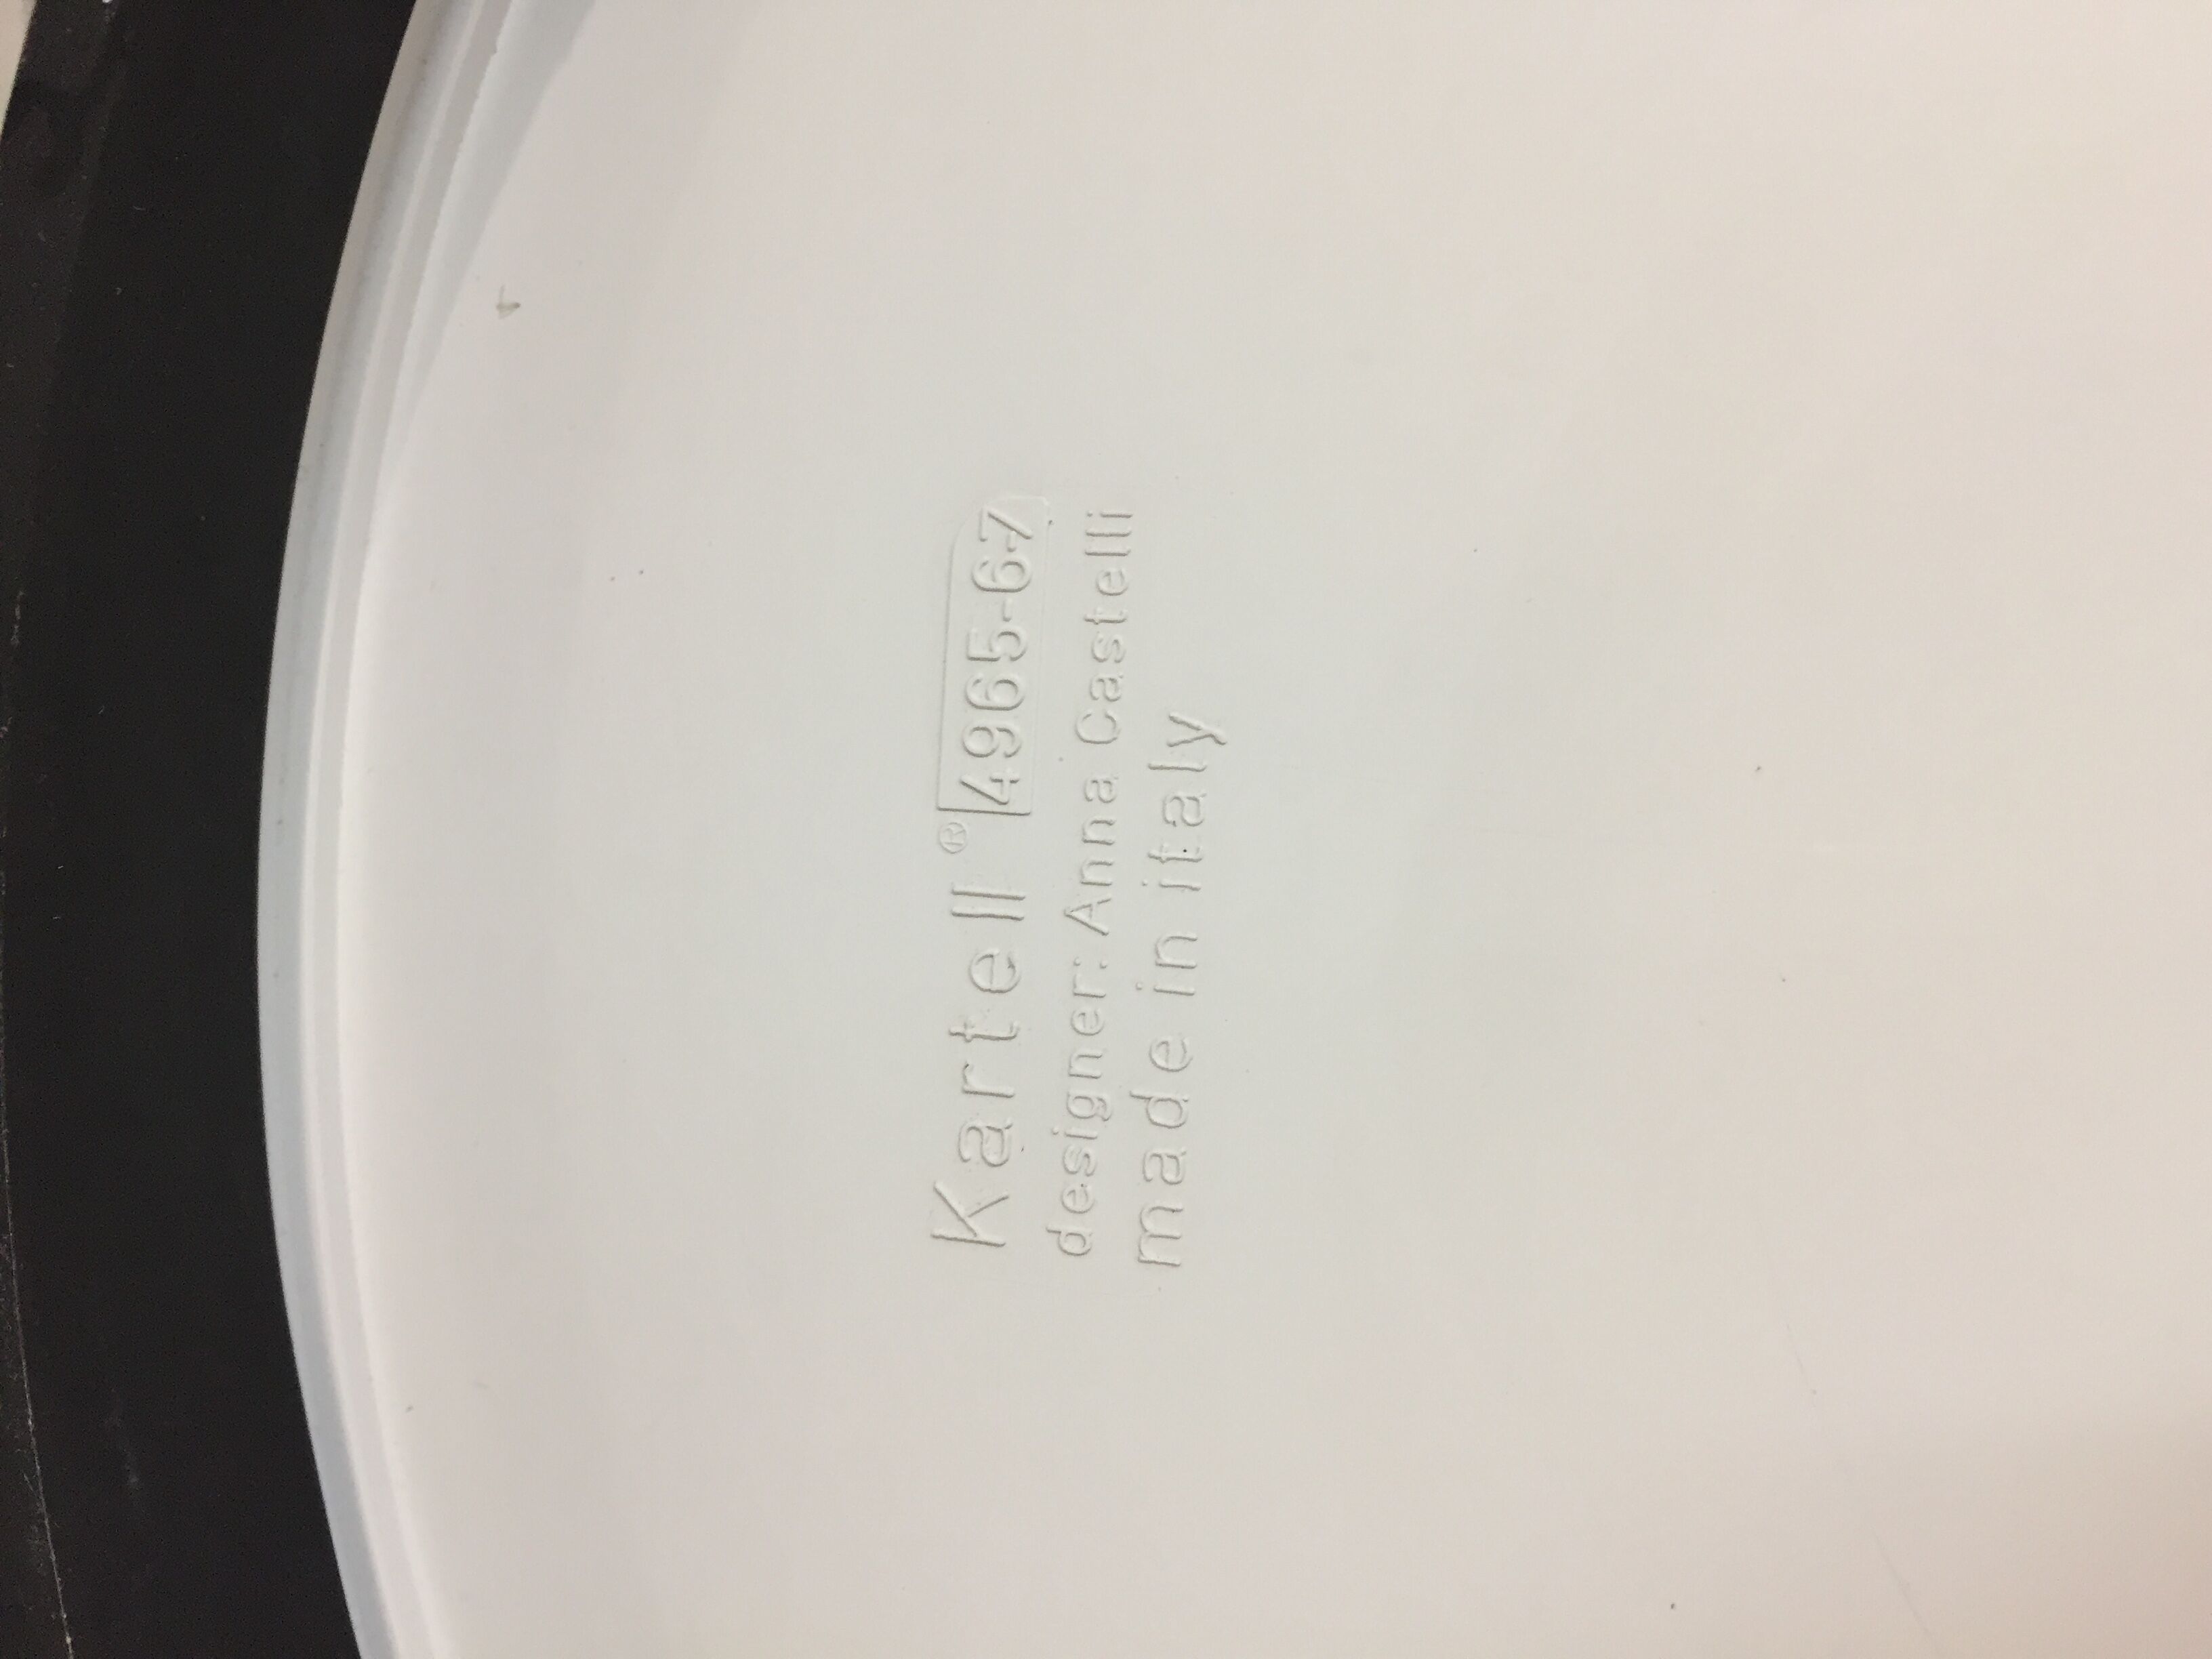 Kartell® 4965-6-7
designer: Anna Castelli
made in italy